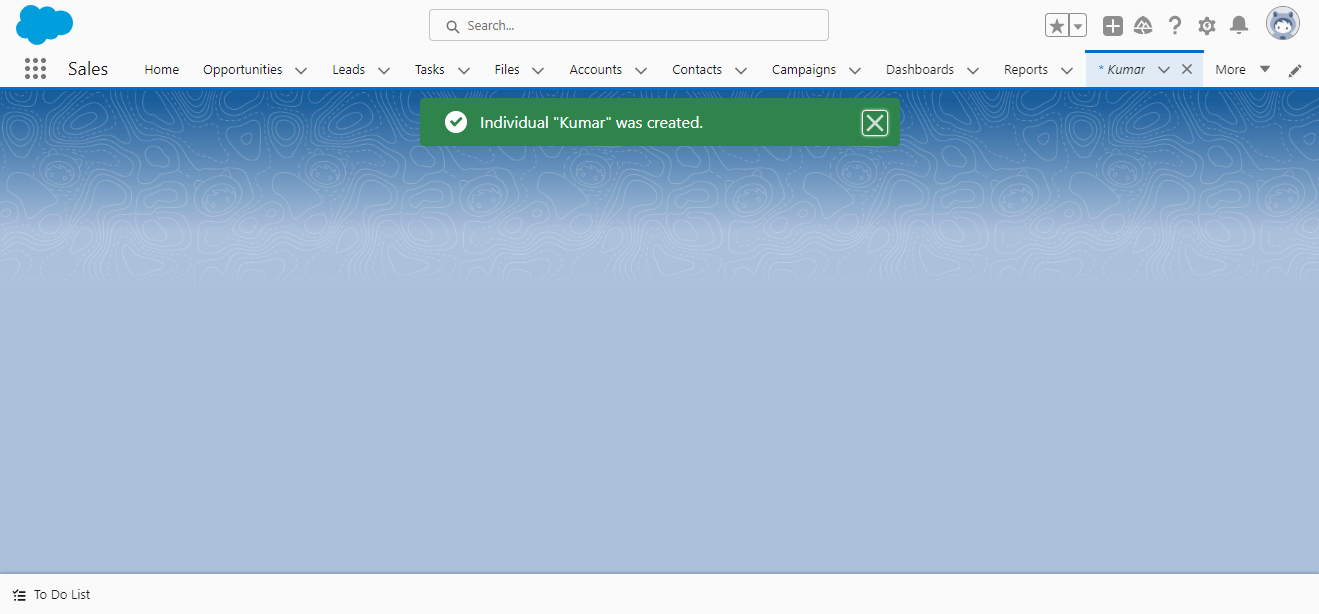 Search...
Sales
Home
Opportunities
Leads
Tasks
Files
Accounts
Contacts
Campaigns
Dashboards
Reports
* Kumar
More
Individual "Kumar" was created.
To Do List